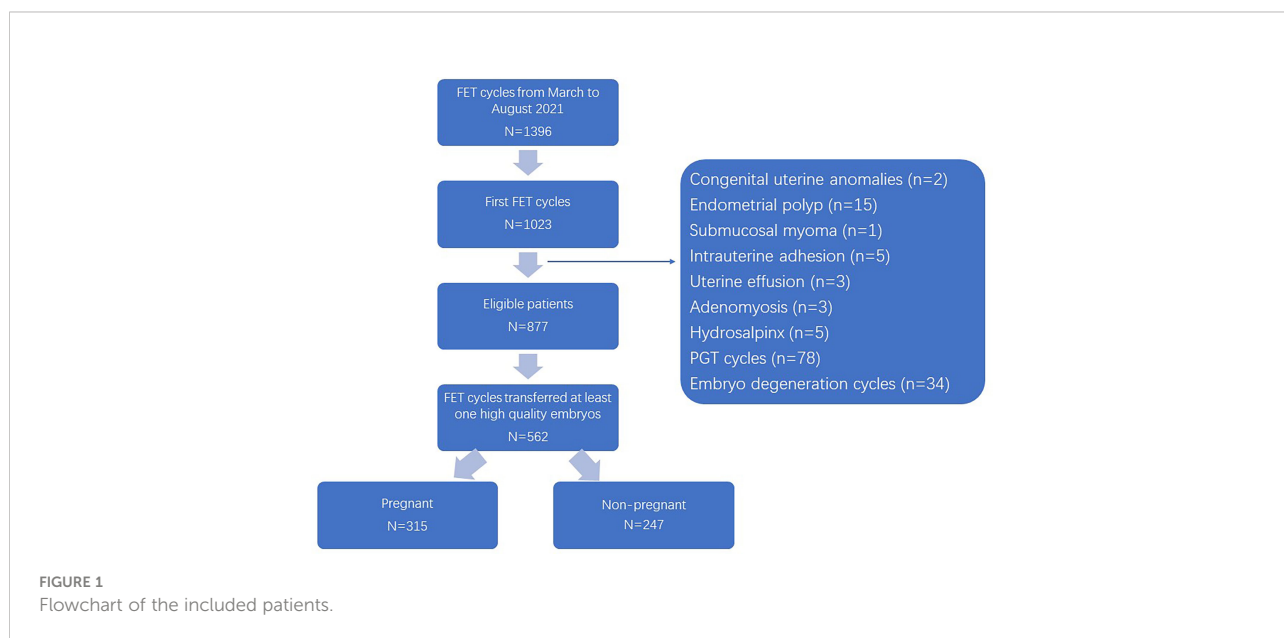 FET cycles from March to
August 2021
N=1396
First FET cycles
N=1023
Congenital uterine anomalies (n=2)
Endometrial polyp (n=15)
Submucosal myoma (n=1)
Intrauterine adhesion (n=5)
Uterine effusion (n=3)
Adenomyosis (n=3)
Hydrosalpinx (n=5)
PGT cycles (n=78)
Embryo degeneration cycles (n=34)
Eligible patients
N=877
FET cycles transferred at least
one high quality embryos
N=562
Pregnant
N=315
Non-pregnant
N=247
FIGURE 1
Flowchart of the included patients.